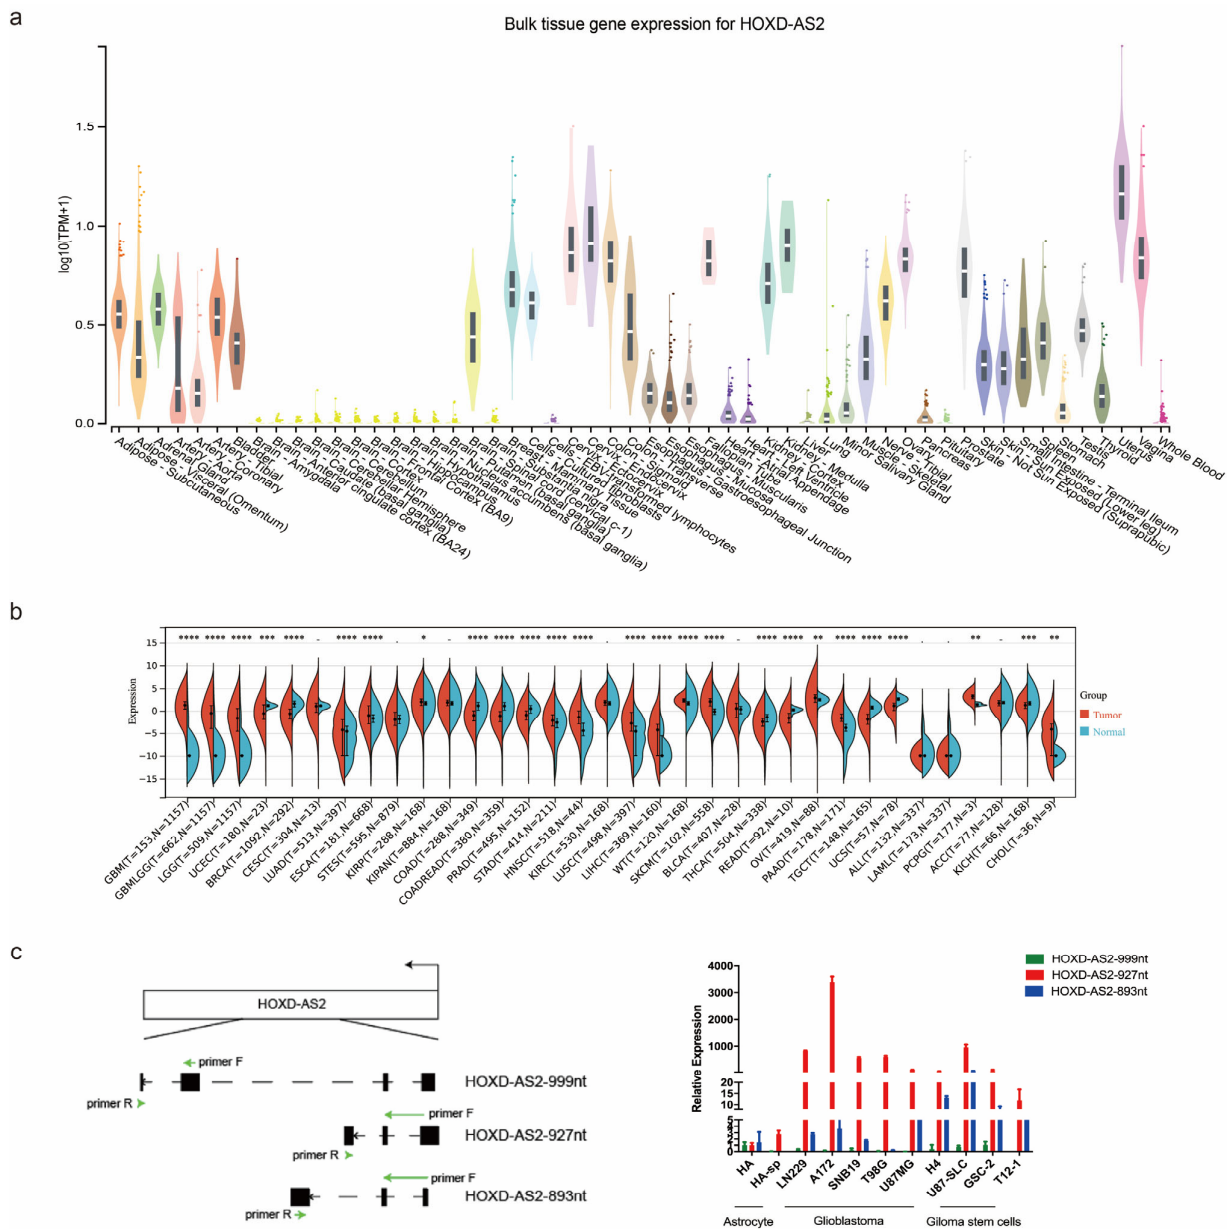 a
Bulk tissue gene expression for HOXD-AS2
log10(TPM+1)
1.5
1.0
0.5
0.0
Adipose - Subcutaneous
Adipose - Visceral (Omentum)
Adrenal Gland
Artery - Aorta
Artery - Coronary
Artery - Tibial
Bladder
Brain - Amygdala
Brain - Anterior cingulate cortex (BA24)
Brain - Caudate (basal ganglia)
Brain - Cerebellar Hemisphere
Brain - Cerebellum
Brain - Cortex
Brain - Frontal Cortex (BA9)
Brain - Hippocampus
Brain - Hypothalamus
Brain - Nucleus accumbens (basal ganglia)
Brain - Putamen (basal ganglia)
Brain - Spinal cord (cervical c-1)
Brain - Substantia nigra
Breast - Mammary Tissue
Cells - Cultured fibroblasts
Cells - EBV-transformed lymphocytes
Cervix - Ectocervix
Cervix - Endocervix
Colon - Sigmoid
Colon - Transverse
Esophagus - Gastroesophageal Junction
Esophagus - Mucosa
Esophagus - Muscularis
Fallopian Tube
Heart - Atrial Appendage
Heart - Left Ventricle
Kidney - Cortex
Kidney - Medulla
Liver
Lung
Minor Salivary Gland
Muscle - Skeletal
Nerve - Tibial
Ovary
Pancreas
Pituitary
Prostate
Skin - Not Sun Exposed (Suprapubic)
Skin - Sun Exposed (Lower leg)
Small Intestine - Terminal Ileum
Spleen
Stomach
Testis
Thyroid
Uterus
Vagina
Whole Blood
b
**** **** **** *** **** - **** **** - * - **** **** **** **** **** - **** **** **** **** - **** **** ** **** **** **** - - ** - *** **
Expression
15
10
5
0
−5
−10
−15
Group
Tumor
Normal
GBM(T=153,N=1157)
GBMLGG(T=662,N=1157)
LGG(T=509,N=1157)
UCEC(T=180,N=23)
BRCA(T=1092,N=292)
CESC(T=304,N=13)
LUAD(T=513,N=397)
ESCA(T=181,N=668)
STES(T=595,N=879)
KIRP(T=288,N=168)
KIPAN(T=884,N=168)
COAD(T=288,N=349)
COADREAD(T=380,N=359)
PRAD(T=495,N=152)
STAD(T=414,N=211)
HNSC(T=518,N=44)
KIRC(T=530,N=168)
LUSC(T=498,N=397)
LIHC(T=369,N=160)
WT(T=120,N=168)
SKCM(T=102,N=558)
BLCA(T=407,N=28)
THCA(T=504,N=338)
READ(T=92,N=10)
OV(T=419,N=88)
PAAD(T=178,N=171)
TGCT(T=148,N=165)
UCS(T=57,N=78)
ALL(T=132,N=337)
LAML(T=173,N=337)
PCPG(T=177,N=3)
ACC(T=77,N=128)
KICH(T=66,N=168)
CHOL(T=36,N=9)
c
HOXD-AS2
primer F
HOXD-AS2-999nt
primer R
primer F
HOXD-AS2-927nt
primer R
primer F
HOXD-AS2-893nt
primer R
HOXD-AS2-999nt
HOXD-AS2-927nt
HOXD-AS2-893nt
Relative Expression
4000
3000
2000
1000
20
15
10
5
4
3
2
1
0
HA
HA-sp
LN229
A172
SNB19
T98G
U87MG
H4
U87-SLC
GSC-2
T12-1
Astrocyte
Glioblastoma
Giloma stem cells